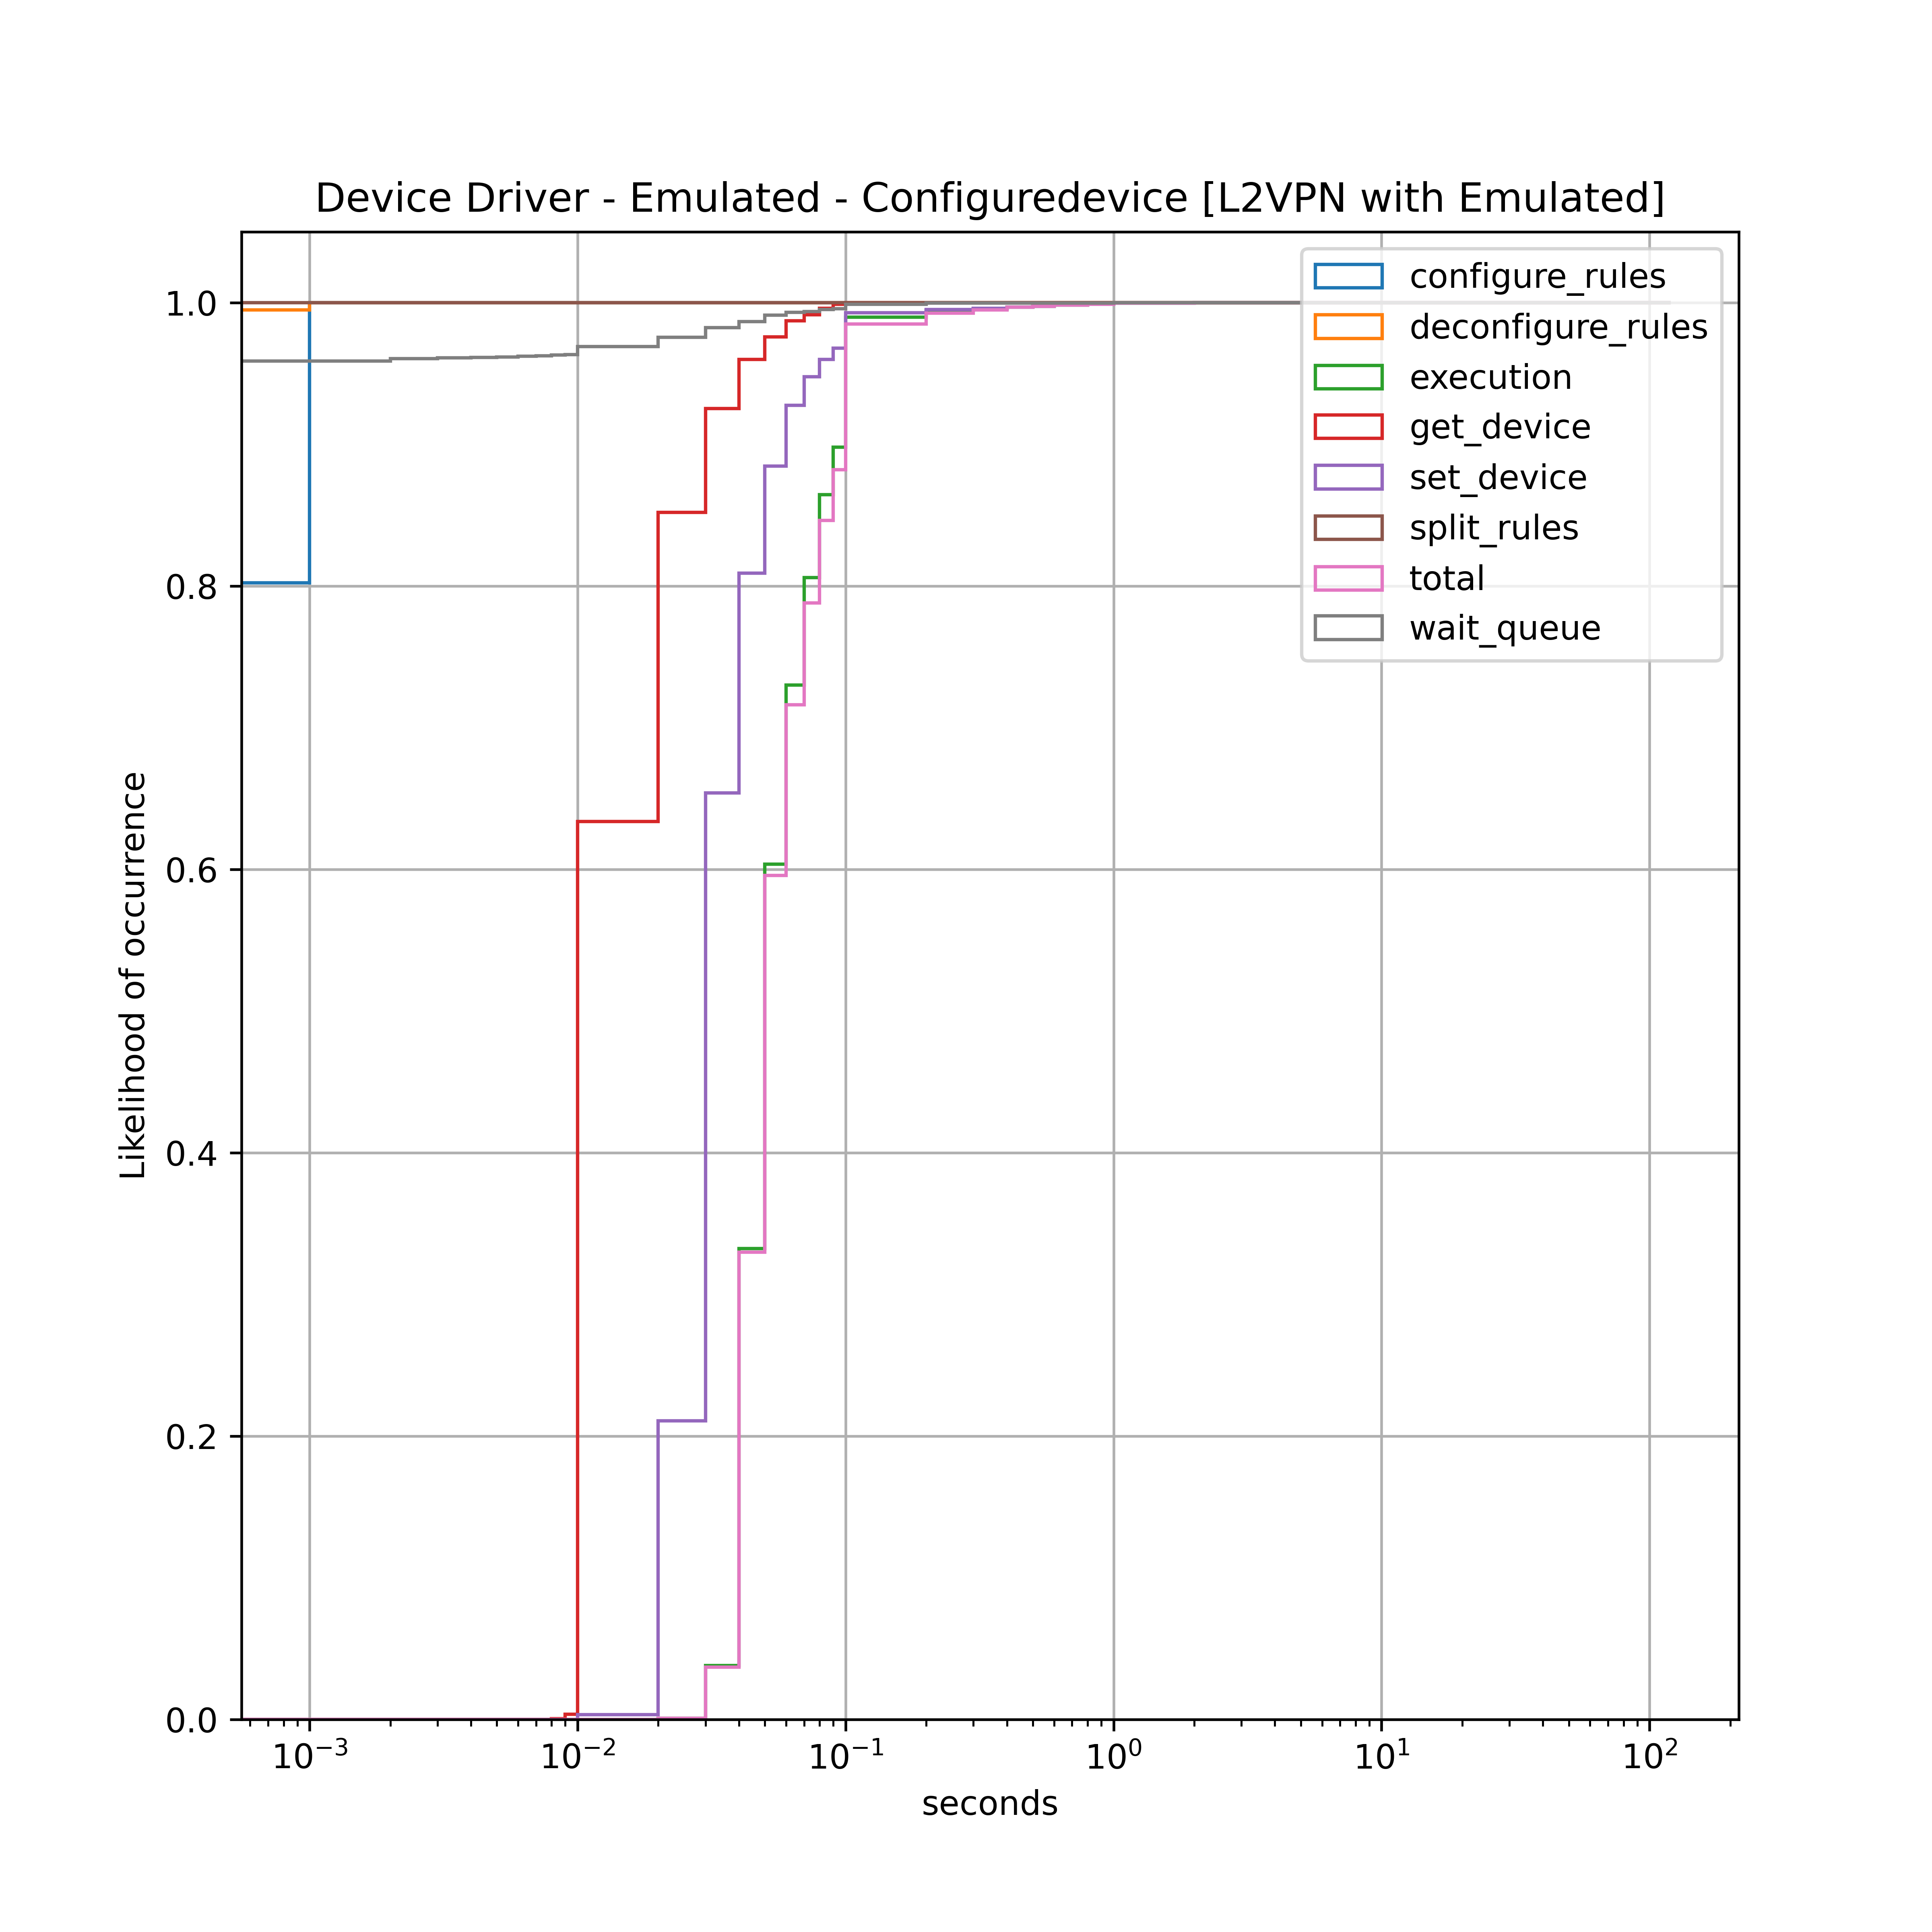 Device Driver - Emulated - Configuredevice [L2VPN with Emulated]
configure_rules
deconfigure_rules
execution
get_device
set_device
split_rules
total
wait_queue
Likelihood of occurrence
1.0
0.8
0.6
0.4
0.2
0.0
10⁻³ 10⁻² 10⁻¹ 10⁰ 10¹ 10²
seconds